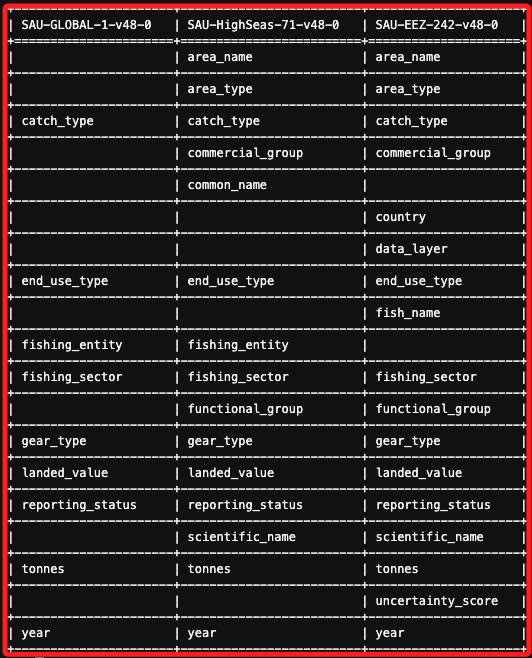 | SAU-GLOBAL-1-v48-0 | SAU-HighSeas-71-v48-0 | SAU-EEZ-242-v48-0 |
| | area_name | area_name |
| | area_type | area_type |
| catch_type | catch_type | catch_type |
| | commercial_group | commercial_group |
| | common_name | |
| | | country |
| | | data_layer |
| end_use_type | end_use_type | end_use_type |
| | | fish_name |
| fishing_entity | fishing_entity | |
| fishing_sector | fishing_sector | fishing_sector |
| | functional_group | functional_group |
| gear_type | gear_type | gear_type |
| landed_value | landed_value | landed_value |
| reporting_status | reporting_status | reporting_status |
| | scientific_name | scientific_name |
| tonnes | tonnes | tonnes |
| | | uncertainty_score |
| year | year | year |